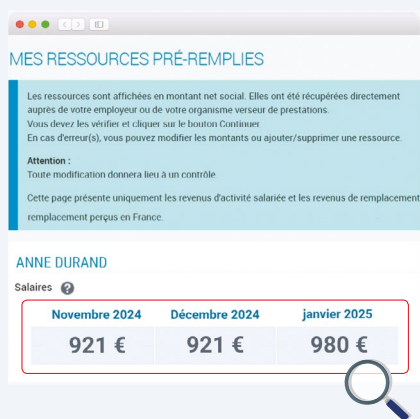 MES RESSOURCES PRÉ-REMPLIES
Les ressources sont affichées en montant net social. Elles ont été récupérées directement
auprès de votre employeur ou de votre organisme verseur de prestations.
Vous devez les vérifier et cliquer sur le bouton Continuer.
En cas d'erreur(s), vous pouvez modifier les montants ou ajouter/supprimer une ressource.
Attention :
Toute modification donnera lieu à un contrôle
Cette page présente uniquement les revenus d'activité salariée et les revenus de remplacement
remplacement perçus en France.
ANNE DURAND
Salaires ?
Novembre 2024 Décembre 2024 janvier 2025
921 € 921 € 980 €